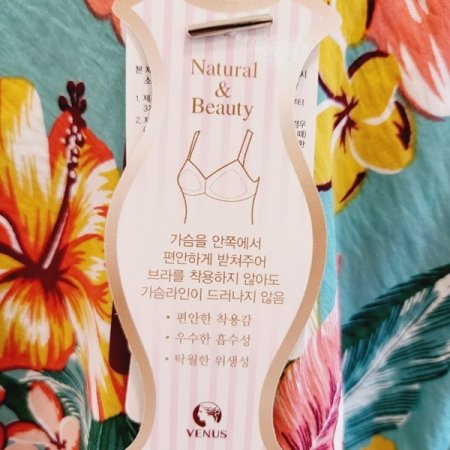 Natural
&
Beauty
가슴을 안쪽에서
편안하게 받쳐주어
브라를 착용하지 않아도
가슴라인이 드러나지 않음
• 편안한 착용감
• 우수한 흡수성
• 탁월한 위생성
VENUS